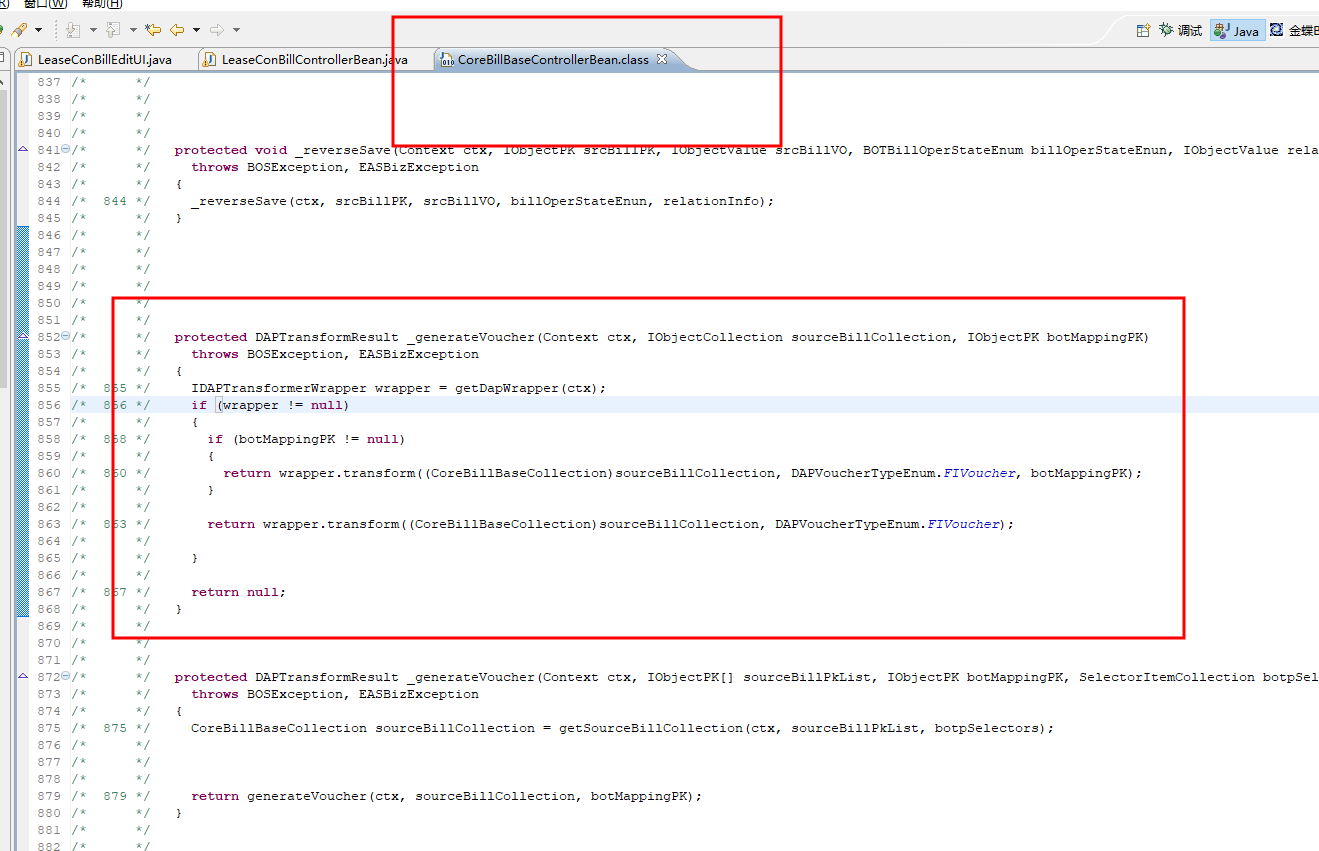 R) 窗口(W) 帮助(H)
调试 Java 金蝶B
LeaseConBillEditUI.java LeaseConBillControllerBean.java CoreBillBaseControllerBean.class
837 /* */
838 /* */
839 /* */
840 /* */
841 /* */ protected void _reverseSave(Context ctx, IObjectPK srcBillPK, IObjectValue srcBillVO, BOTBillOperStateEnum billOperStateEnun, IObjectValue rela
842 /* */ throws BOSException, EASBizException
843 /* */ {
844 /* 844 */ _reverseSave(ctx, srcBillPK, srcBillVO, billOperStateEnun, relationInfo);
845 /* */ }
846 /* */
847 /* */
848 /* */
849 /* */
850 /* */
851 /* */
852 /* */ protected DAPTransformResult _generateVoucher(Context ctx, IObjectCollection sourceBillCollection, IObjectPK botMappingPK)
853 /* */ throws BOSException, EASBizException
854 /* */ {
855 /* 855 */ IDAPTransformerWrapper wrapper = getDapWrapper(ctx);
856 /* 856 */ if (wrapper != null)
857 /* */ {
858 /* 858 */ if (botMappingPK != null)
859 /* */ {
860 /* 860 */ return wrapper.transform((CoreBillBaseCollection)sourceBillCollection, DAPVoucherTypeEnum.FIVoucher, botMappingPK);
861 /* */ }
862 /* */
863 /* 863 */ return wrapper.transform((CoreBillBaseCollection)sourceBillCollection, DAPVoucherTypeEnum.FIVoucher);
864 /* */
865 /* */ }
866 /* */
867 /* 867 */ return null;
868 /* */ }
869 /* */
870 /* */
871 /* */
872 /* */ protected DAPTransformResult _generateVoucher(Context ctx, IObjectPK[] sourceBillPkList, IObjectPK botMappingPK, SelectorItemCollection botpSel
873 /* */ throws BOSException, EASBizException
874 /* */ {
875 /* 875 */ CoreBillBaseCollection sourceBillCollection = getSourceBillCollection(ctx, sourceBillPkList, botpSelectors);
876 /* */
877 /* */
878 /* */
879 /* 879 */ return generateVoucher(ctx, sourceBillCollection, botMappingPK);
880 /* */ }
881 /* */
882 /* */